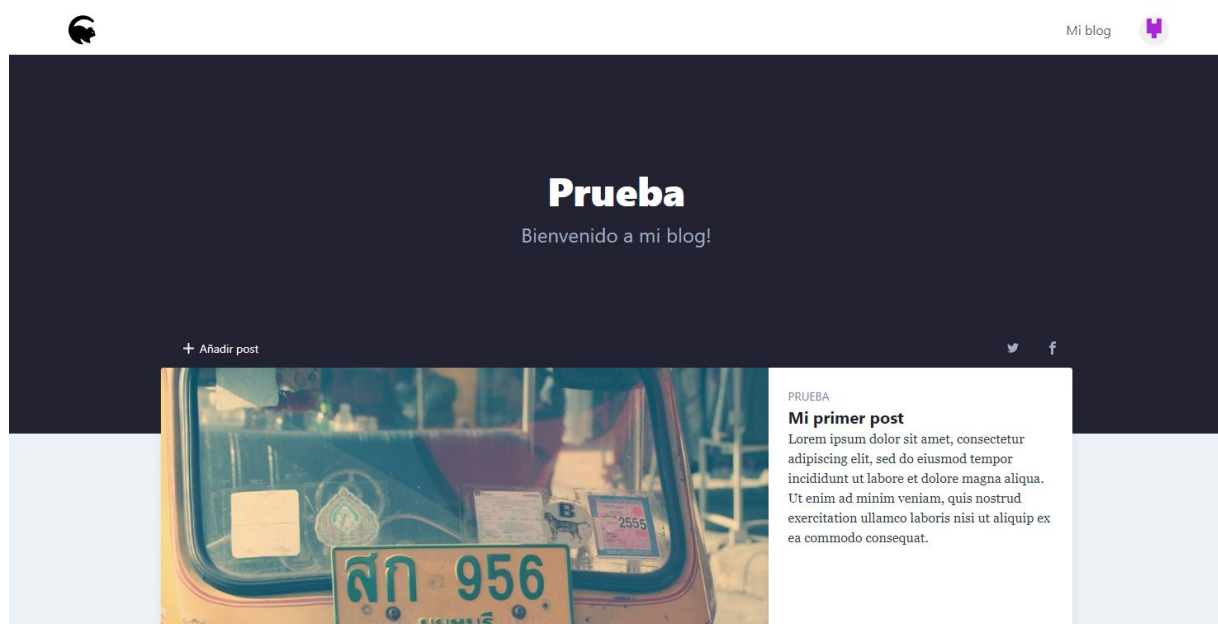 Mi blog
Prueba
Bienvenido a mi blog!
Añadir post
PRUEBA
Mi primer post
Lorem ipsum dolor sit amet, consectetur
adipiscing elit, sed do eiusmod tempor
incididunt ut labore et dolore magna aliqua.
Ut enim ad minim veniam, quis nostrud
exercitation ullamco laboris nisi ut aliquip ex
ea commodo consequat.
B
2555
สถ 956